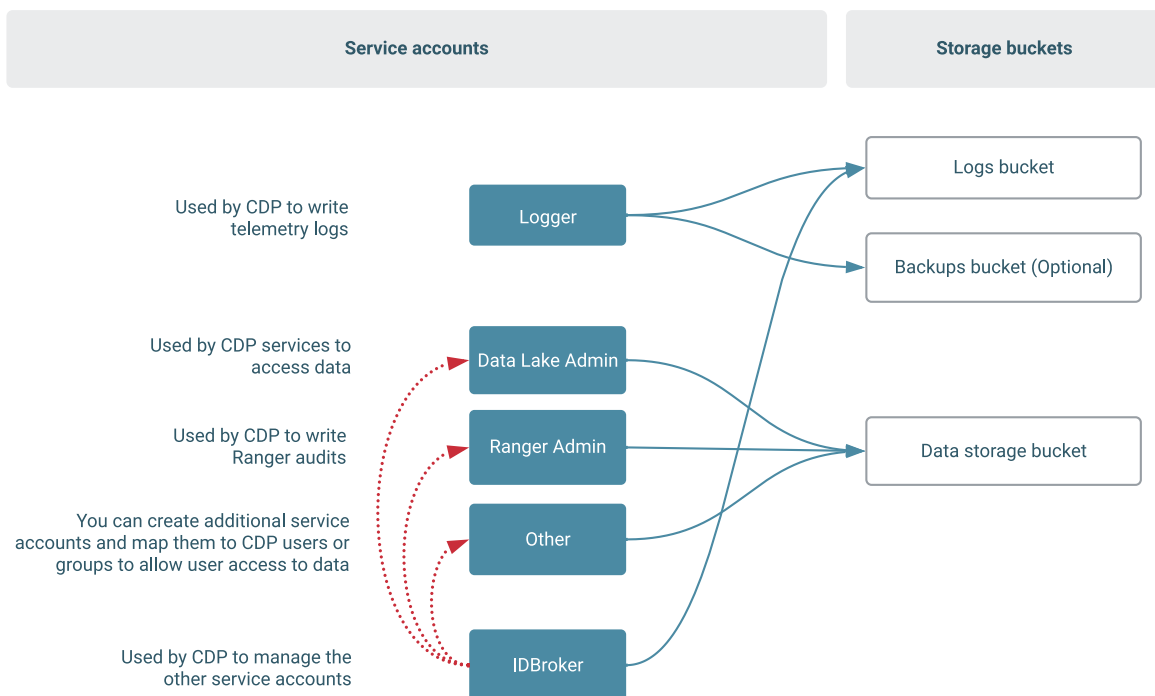 Service accounts
Storage buckets
Used by CDP to write
telemetry logs
Logger
Logs bucket
Backups bucket (Optional)
Used by CDP services to
access data
Data Lake Admin
Used by CDP to write
Ranger audits
Ranger Admin
Data storage bucket
You can create additional service
accounts and map them to CDP users or
groups to allow user access to data
Other
Used by CDP to manage the
other service accounts
IDBroker